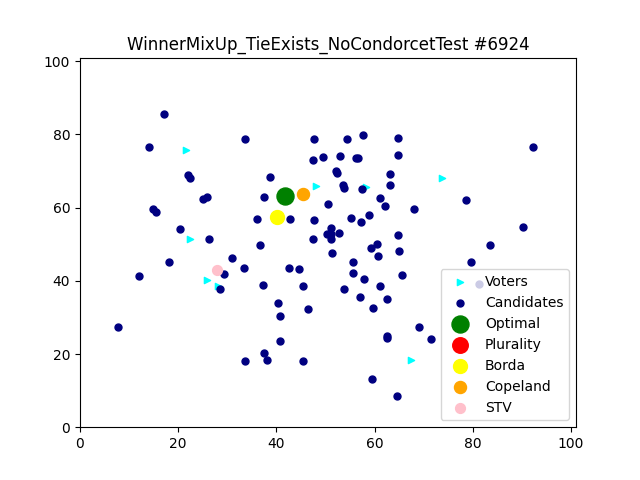 WinnerMixUp_TieExists_NoCondorcetTest #6924
100
80
60
40
20
0
0 20 40 60 80 100
Voters
Candidates
Optimal
Plurality
Borda
Copeland
STV